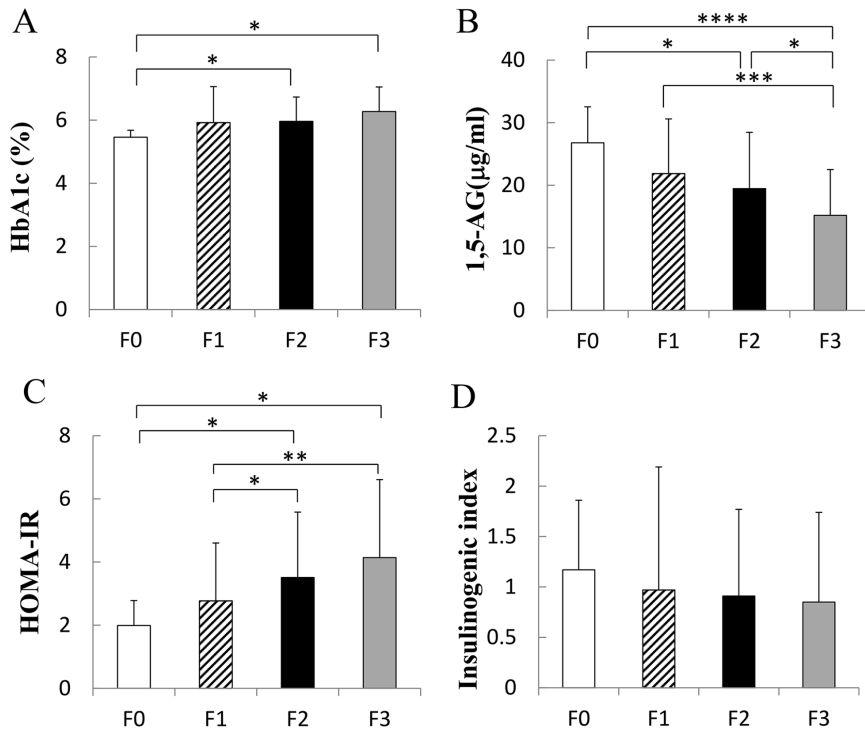 A
HbA1c (%)
*
*
8
6
4
2
0
F0 F1 F2 F3
B
1,5-AG(μg/ml)
****
* *
***
40
30
20
10
0
F0 F1 F2 F3
C
HOMA-IR
*
*
**
*
8
6
4
2
0
F0 F1 F2 F3
D
Insulinogenic index
2.5
2
1.5
1
0.5
0
F0 F1 F2 F3